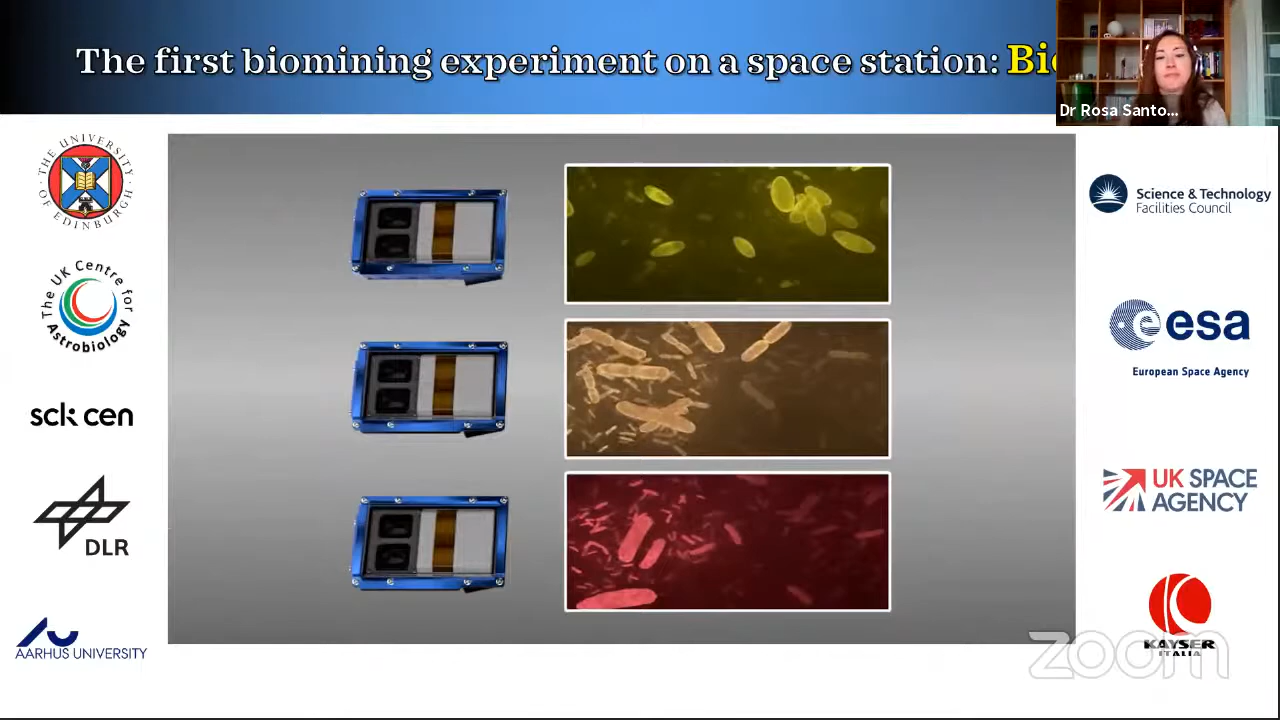 The first biomining experiment on a space station: Bio
Dr Rosa Santo...
THE UNIVERSITY OF EDINBURGH
The UK Centre for Astrobiology
sck cen
DLR
AARHUS UNIVERSITY
Science & Technology
Facilities Council
esa
European Space Agency
UK SPACE
AGENCY
KAYSER
ITALIA
zoom